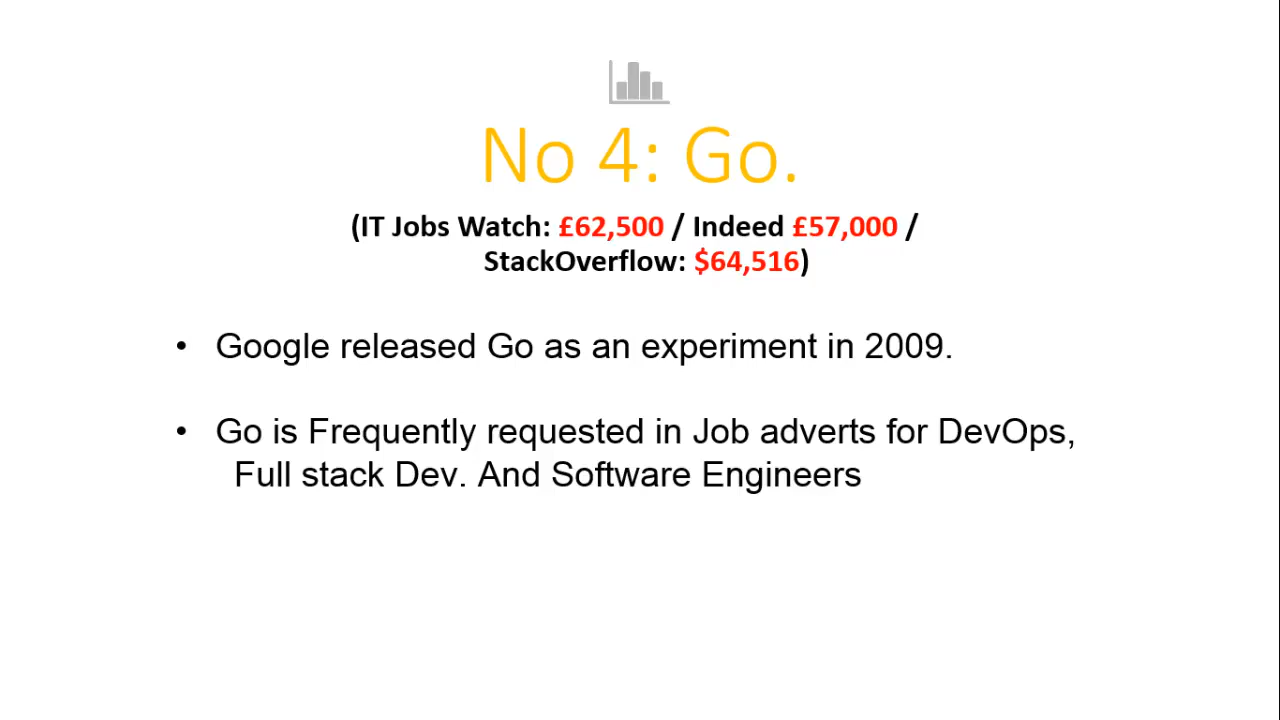 No 4: Go.
(IT Jobs Watch: £62,500 / Indeed £57,000 /
StackOverflow: $64,516)
• Google released Go as an experiment in 2009.
• Go is Frequently requested in Job adverts for DevOps,
Full stack Dev. And Software Engineers